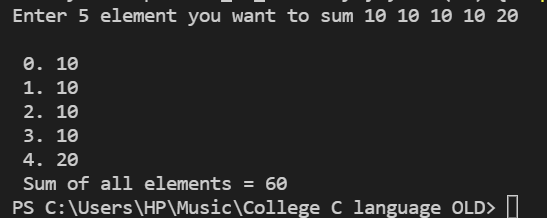 Enter 5 element you want to sum 10 10 10 10 20
0. 10
1. 10
2. 10
3. 10
4. 20
Sum of all elements = 60
PS C:\Users\HP\Music\College C language OLD>